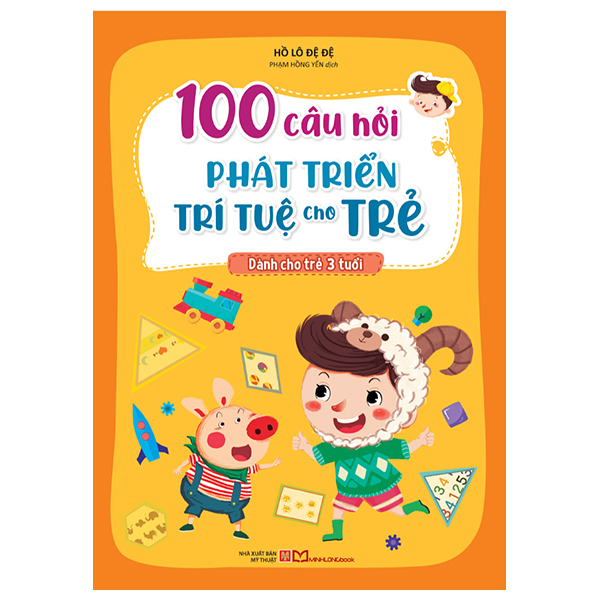 HỒ LÔ ĐỆ ĐỆ
PHẠM HỒNG YẾN dịch
100 câu hỏi
PHÁT TRIỂN
TRÍ TUỆ cho TRẺ
Dành cho trẻ 3 tuổi
NHÀ XUẤT BẢN
MỸ THUẬT
MINHLONGbook